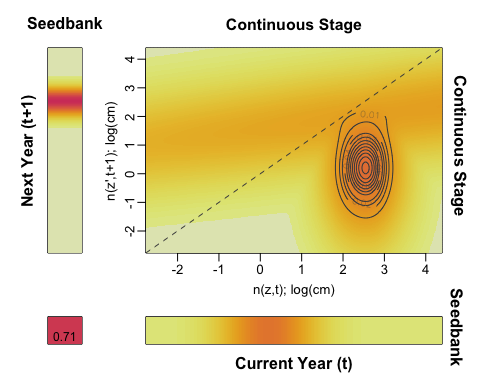 Seedbank
Continuous Stage
Next Year (t+1)
n(z',t+1); log(cm)
4
3
2
1
0
-1
-2
0.01
Continuous Stage
-2
-1
0
1
2
3
4
n(z,t); log(cm)
0.71
Seedbank
Current Year (t)